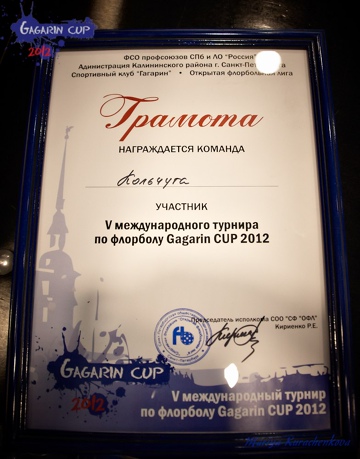 GAGARIN CUP
2012
ФСО профсоюзов СПб и ЛО "Россия"
Администрация Калининского района г. Санкт-Петербурга
Спортивный клуб "Гагарин" • Открытая флорбольная лига
Грамота
НАГРАЖДАЕТСЯ КОМАНДА
Кольчуга
УЧАСТНИК
V международного турнира
по флорболу Gagarin CUP 2012
Председатель исполкома СОО "СФ "ОФЛ"
Кириенко Р.Е.
GAGARIN CUP
2012
V международный турнир
по флорболу Gagarin CUP 2012